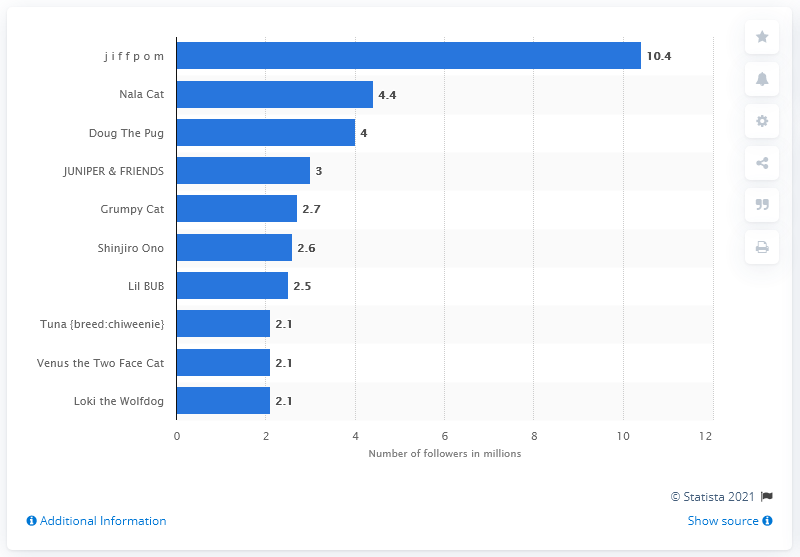 j i f f p o m 10.4
Nala Cat 4.4
Doug The Pug 4
JUNIPER & FRIENDS 3
Grumpy Cat 2.7
Shinjiro Ono 2.6
Lil BUB 2.5
Tuna {breed:chiweenie} 2.1
Venus the Two Face Cat 2.1
Loki the Wolfdog 2.1
0 2 4 6 8 10 12
Number of followers in millions
© Statista 2021
Additional Information Show source